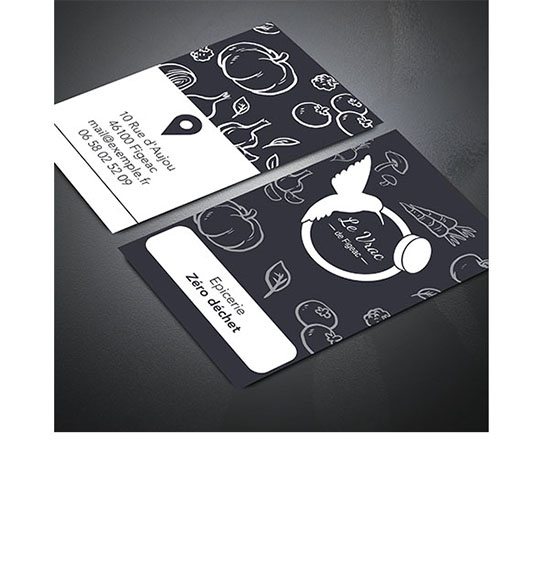 10 Rue d'Aujou
46100 Figeac
mail@exemple.fr
06 58 02 52 09
Le Vrac
de Figeac
Epicerie
Zéro déchet